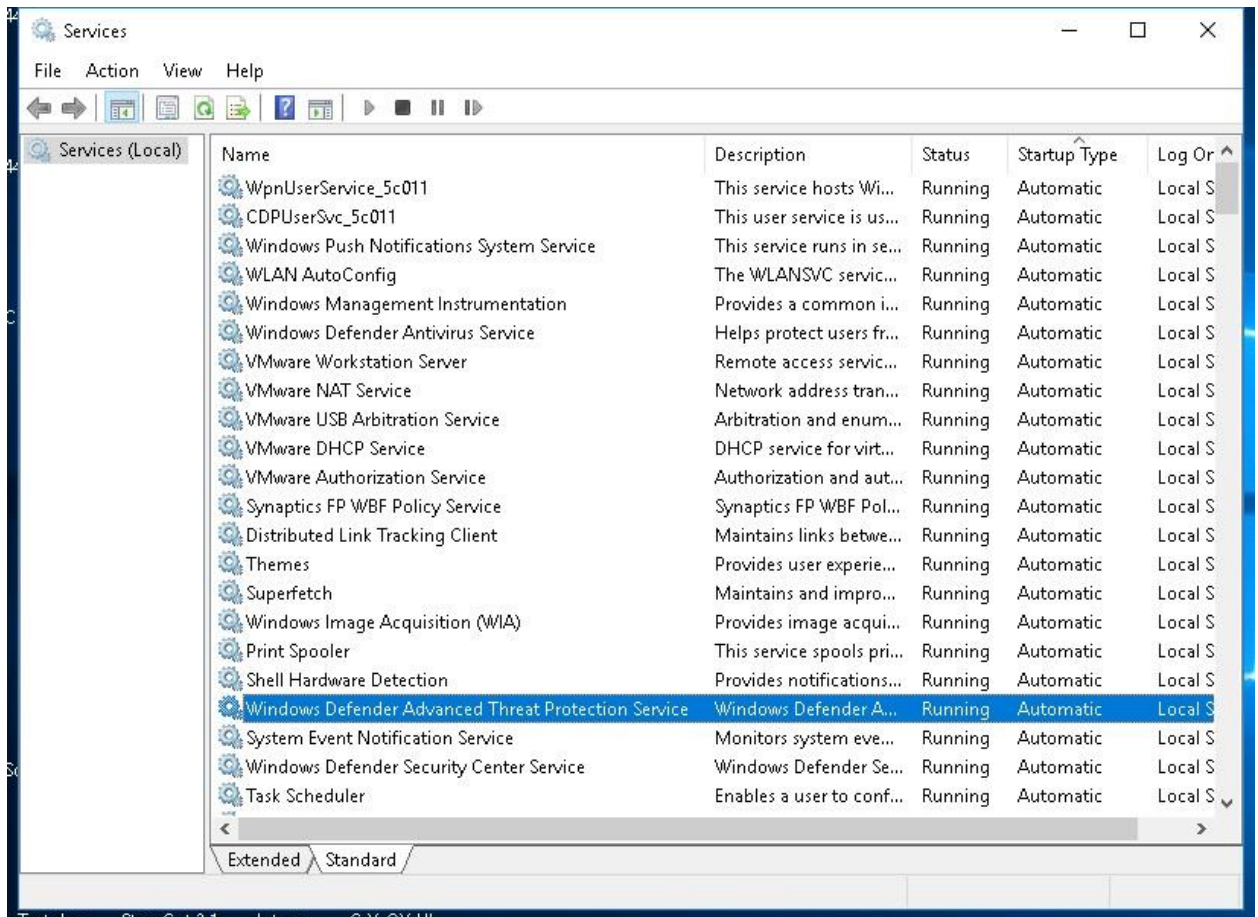 Services
File Action View Help
Services (Local)
Name Description Status Startup Type Log Or
WpnUserService_5c011 This service hosts Wi... Running Automatic Local S
CDPUserSvc_5c011 This user service is us... Running Automatic Local S
Windows Push Notifications System Service This service runs in se... Running Automatic Local S
WLAN AutoConfig The WLANSVC servic... Running Automatic Local S
Windows Management Instrumentation Provides a common i... Running Automatic Local S
Windows Defender Antivirus Service Helps protect users fr... Running Automatic Local S
VMware Workstation Server Remote access servic... Running Automatic Local S
VMware NAT Service Network address tran... Running Automatic Local S
VMware USB Arbitration Service Arbitration and enum... Running Automatic Local S
VMware DHCP Service DHCP service for virt... Running Automatic Local S
VMware Authorization Service Authorization and aut... Running Automatic Local S
Synaptics FP WBF Policy Service Synaptics FP WBF Pol... Running Automatic Local S
Distributed Link Tracking Client Maintains links betwe... Running Automatic Local S
Themes Provides user experie... Running Automatic Local S
Superfetch Maintains and impro... Running Automatic Local S
Windows Image Acquisition (WIA) Provides image acqui... Running Automatic Local S
Print Spooler This service spools pri... Running Automatic Local S
Shell Hardware Detection Provides notifications... Running Automatic Local S
Windows Defender Advanced Threat Protection Service Windows Defender A... Running Automatic Local S
System Event Notification Service Monitors system eve... Running Automatic Local S
Windows Defender Security Center Service Windows Defender Se... Running Automatic Local S
Task Scheduler Enables a user to conf... Running Automatic Local S
Extended Standard